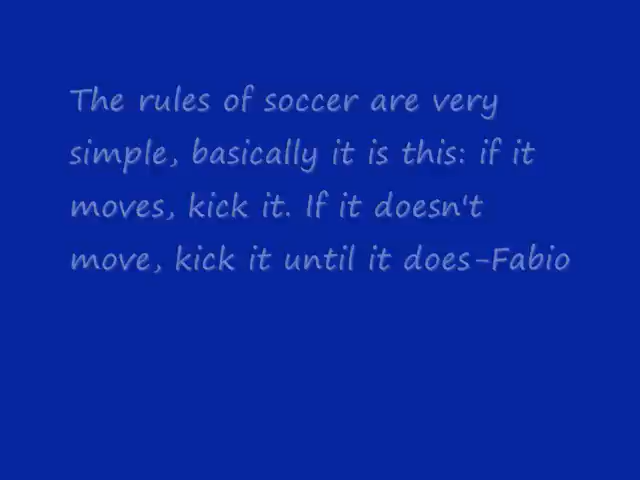 The rules of soccer are very
simple, basically it is this: if it
moves, kick it. If it doesn't
move, kick it until it does-Fabio